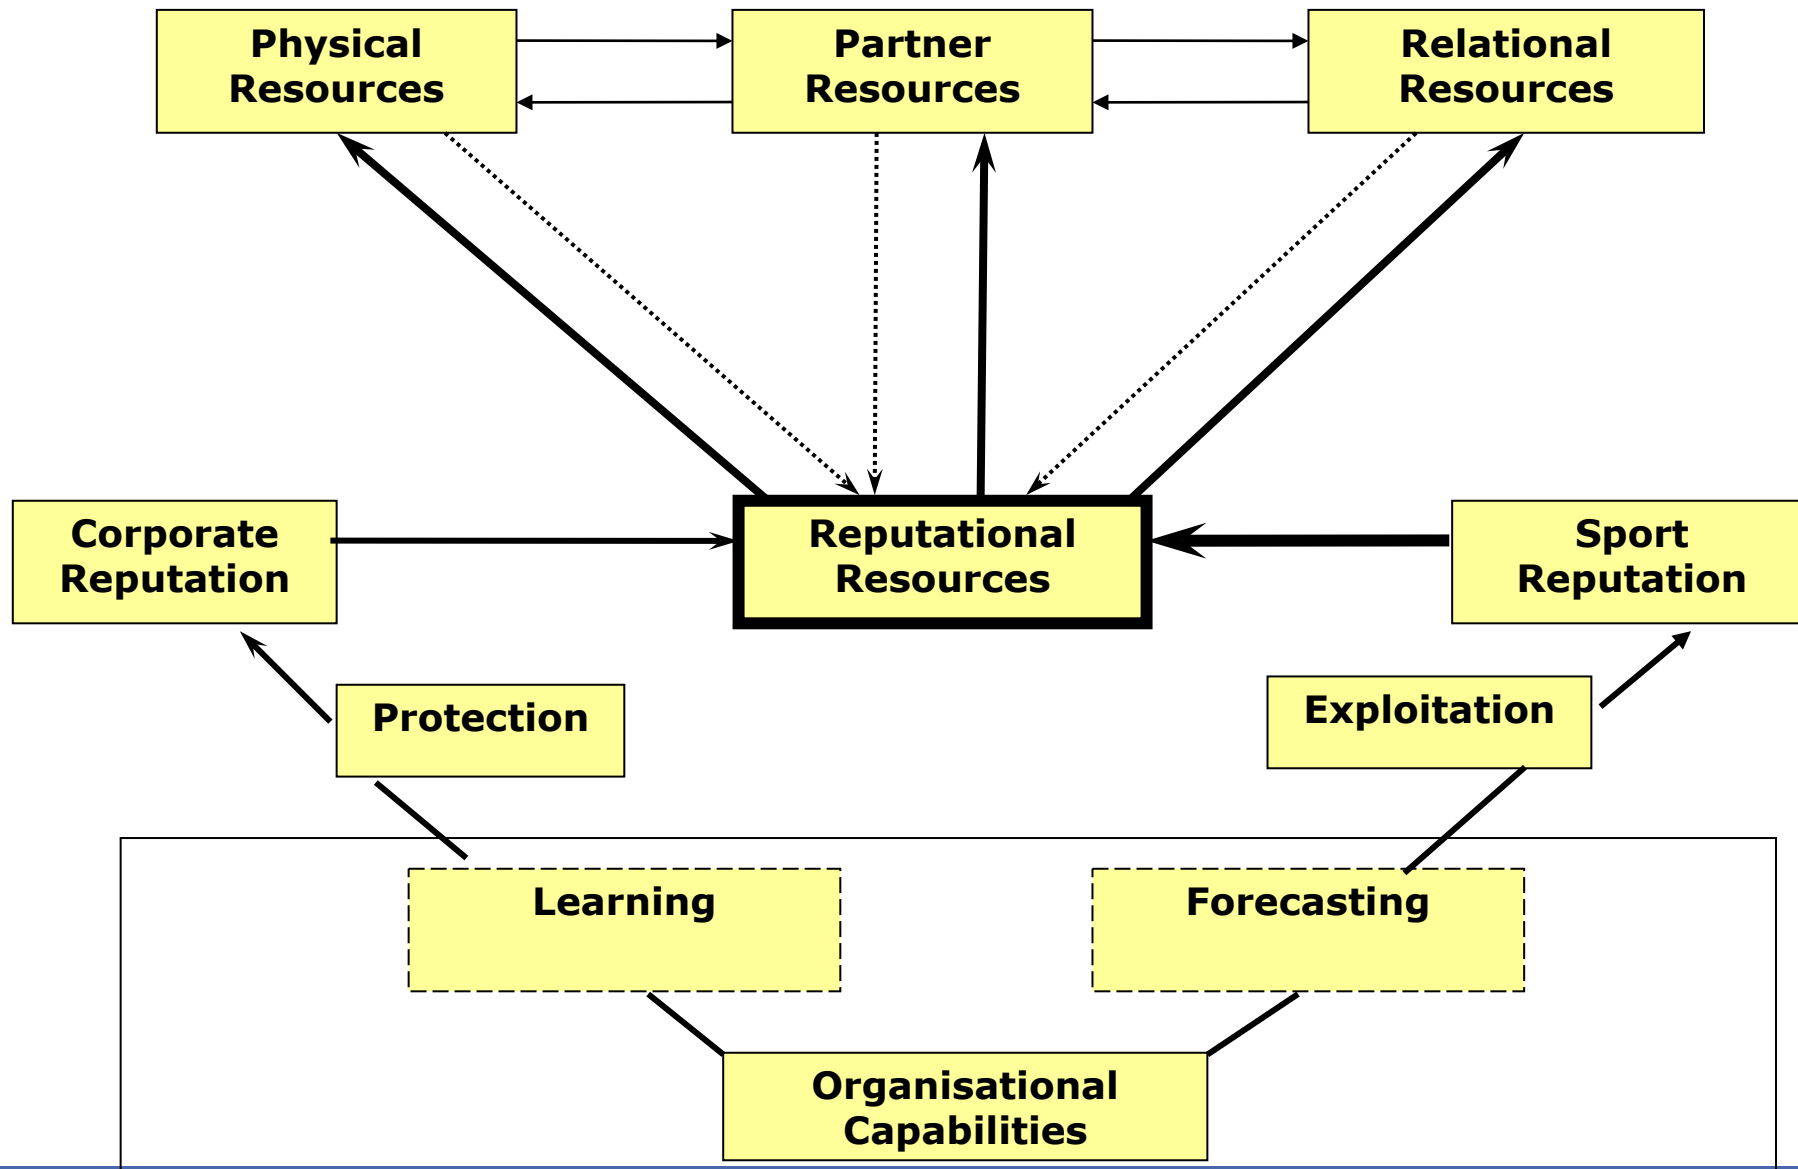 Physical
Resources
Partner
Resources
Relational
Resources
Corporate
Reputation
Reputational
Resources
Sport
Reputation
Protection
Exploitation
Learning
Forecasting
Organisational
Capabilities